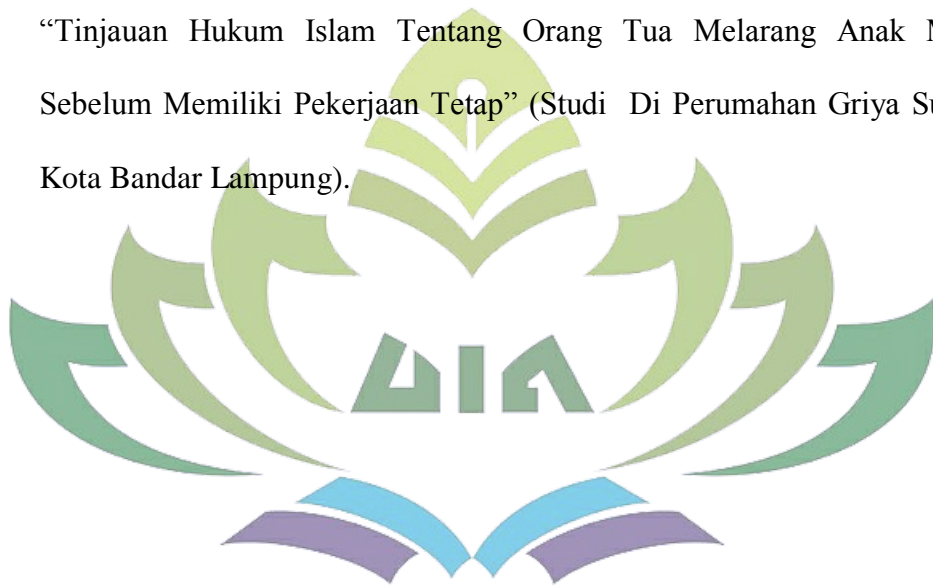 “Tinjauan Hukum Islam Tentang Orang Tua Melarang Anak
Sebelum Memiliki Pekerjaan Tetap” (Studi Di Perumahan Griya
Kota Bandar Lampung).
UIN